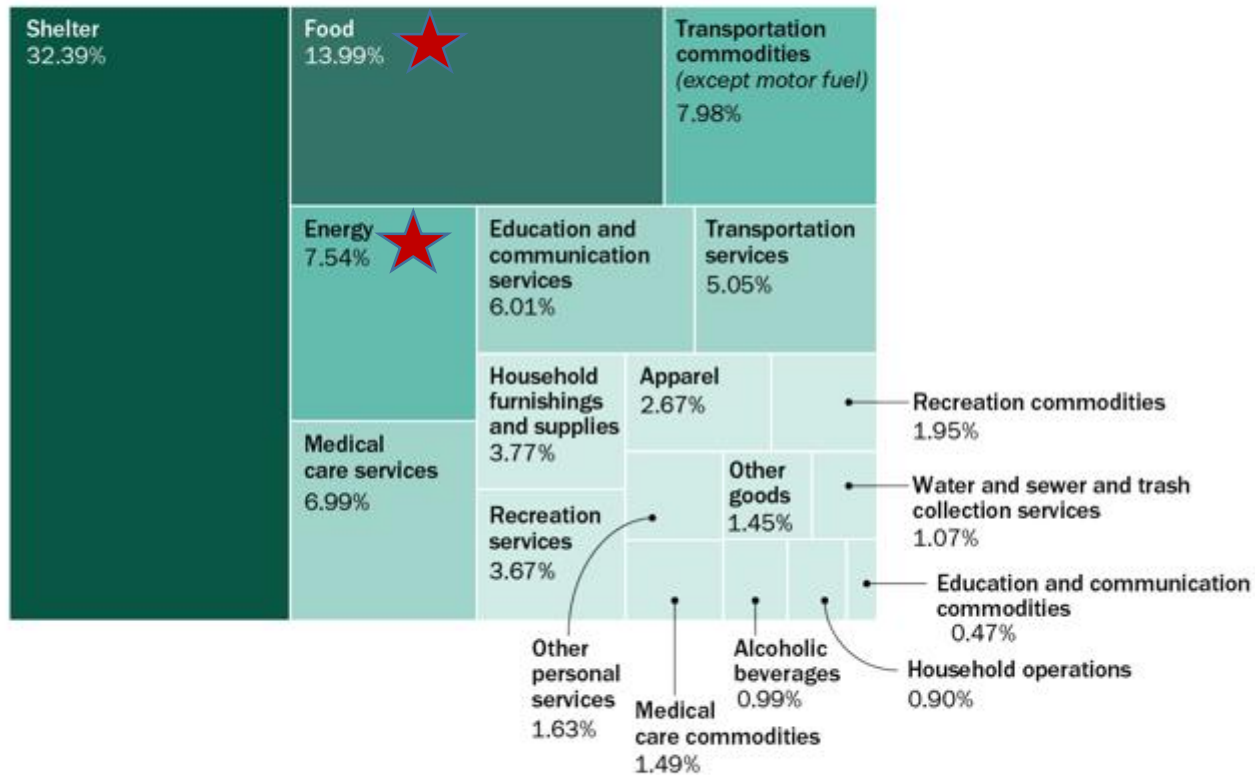 Shelter
32.39%
Food
13.99%
Transportation
commodities
(except motor fuel)
7.98%
Energy
7.54%
Education and
communication
services
6.01%
Transportation
services
5.05%
Medical
care services
6.99%
Household
furnishings
and supplies
3.77%
Apparel
2.67%
Recreation commodities
1.95%
Recreation
services
3.67%
Other
goods
1.45%
Water and sewer and trash
collection services
1.07%
Education and communication
commodities
0.47%
Other
personal
services
1.63%
Medical
care commodities
1.49%
Alcoholic
beverages
0.99%
Household operations
0.90%